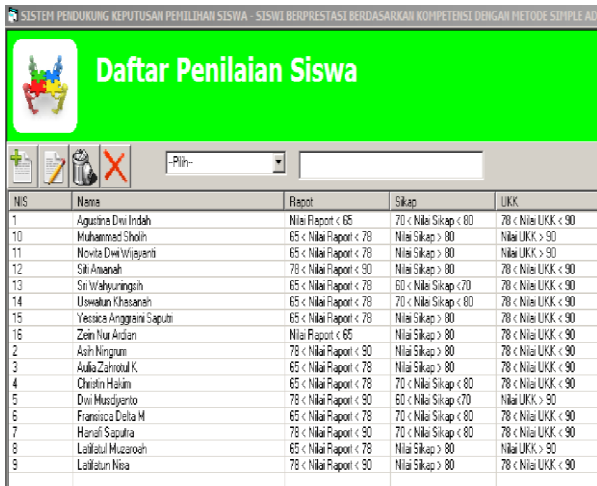 SISTEM PENDUKUNG KEPUTUSAN PEMILIHAN SISWA - SISWI BERPRESTASI BERDASARKAN KOMPETENSI DENGAN METODE SIMPLE AD
Daftar Penilaian Siswa
--Pilih--
NIS Nama Rapot Sikap UKK
1 Agustina Dwi Indah Nilai Raport < 65 70 < Nilai Sikap < 80 78 < Nilai UKK < 90
10 Muhammad Sholih 65 < Nilai Raport < 78 Nilai Sikap > 80 Nilai UKK > 90
11 Novita Dwi Wijayanti 65 < Nilai Raport < 78 Nilai Sikap > 80 Nilai UKK > 90
12 Siti Amanah 78 < Nilai Raport < 90 Nilai Sikap > 80 78 < Nilai UKK < 90
13 Sri Wahyuningsih 65 < Nilai Raport < 78 60 < Nilai Sikap <70 78 < Nilai UKK < 90
14 Uswatun Khasanah 65 < Nilai Raport < 78 70 < Nilai Sikap < 80 78 < Nilai UKK < 90
15 Yessica Anggraini Saputri 65 < Nilai Raport < 78 Nilai Sikap > 80 78 < Nilai UKK < 90
16 Zein Nur Ardian Nilai Raport < 65 Nilai Sikap > 80 78 < Nilai UKK < 90
2 Asih Ningrum 78 < Nilai Raport < 90 Nilai Sikap > 80 78 < Nilai UKK < 90
3 Aulia Zahrotul K 65 < Nilai Raport < 78 Nilai Sikap > 80 78 < Nilai UKK < 90
4 Christin Hakim 65 < Nilai Raport < 78 70 < Nilai Sikap < 80 78 < Nilai UKK < 90
5 Dwi Musdiyanto 78 < Nilai Raport < 90 60 < Nilai Sikap <70 Nilai UKK > 90
6 Fransisca Delta M 65 < Nilai Raport < 78 70 < Nilai Sikap < 80 78 < Nilai UKK < 90
7 Hanafi Saputra 78 < Nilai Raport < 90 70 < Nilai Sikap < 80 78 < Nilai UKK < 90
8 Latifatul Muzaroah 65 < Nilai Raport < 78 Nilai Sikap > 80 Nilai UKK > 90
9 Latifatun Nisa 78 < Nilai Raport < 90 Nilai Sikap > 80 78 < Nilai UKK < 90